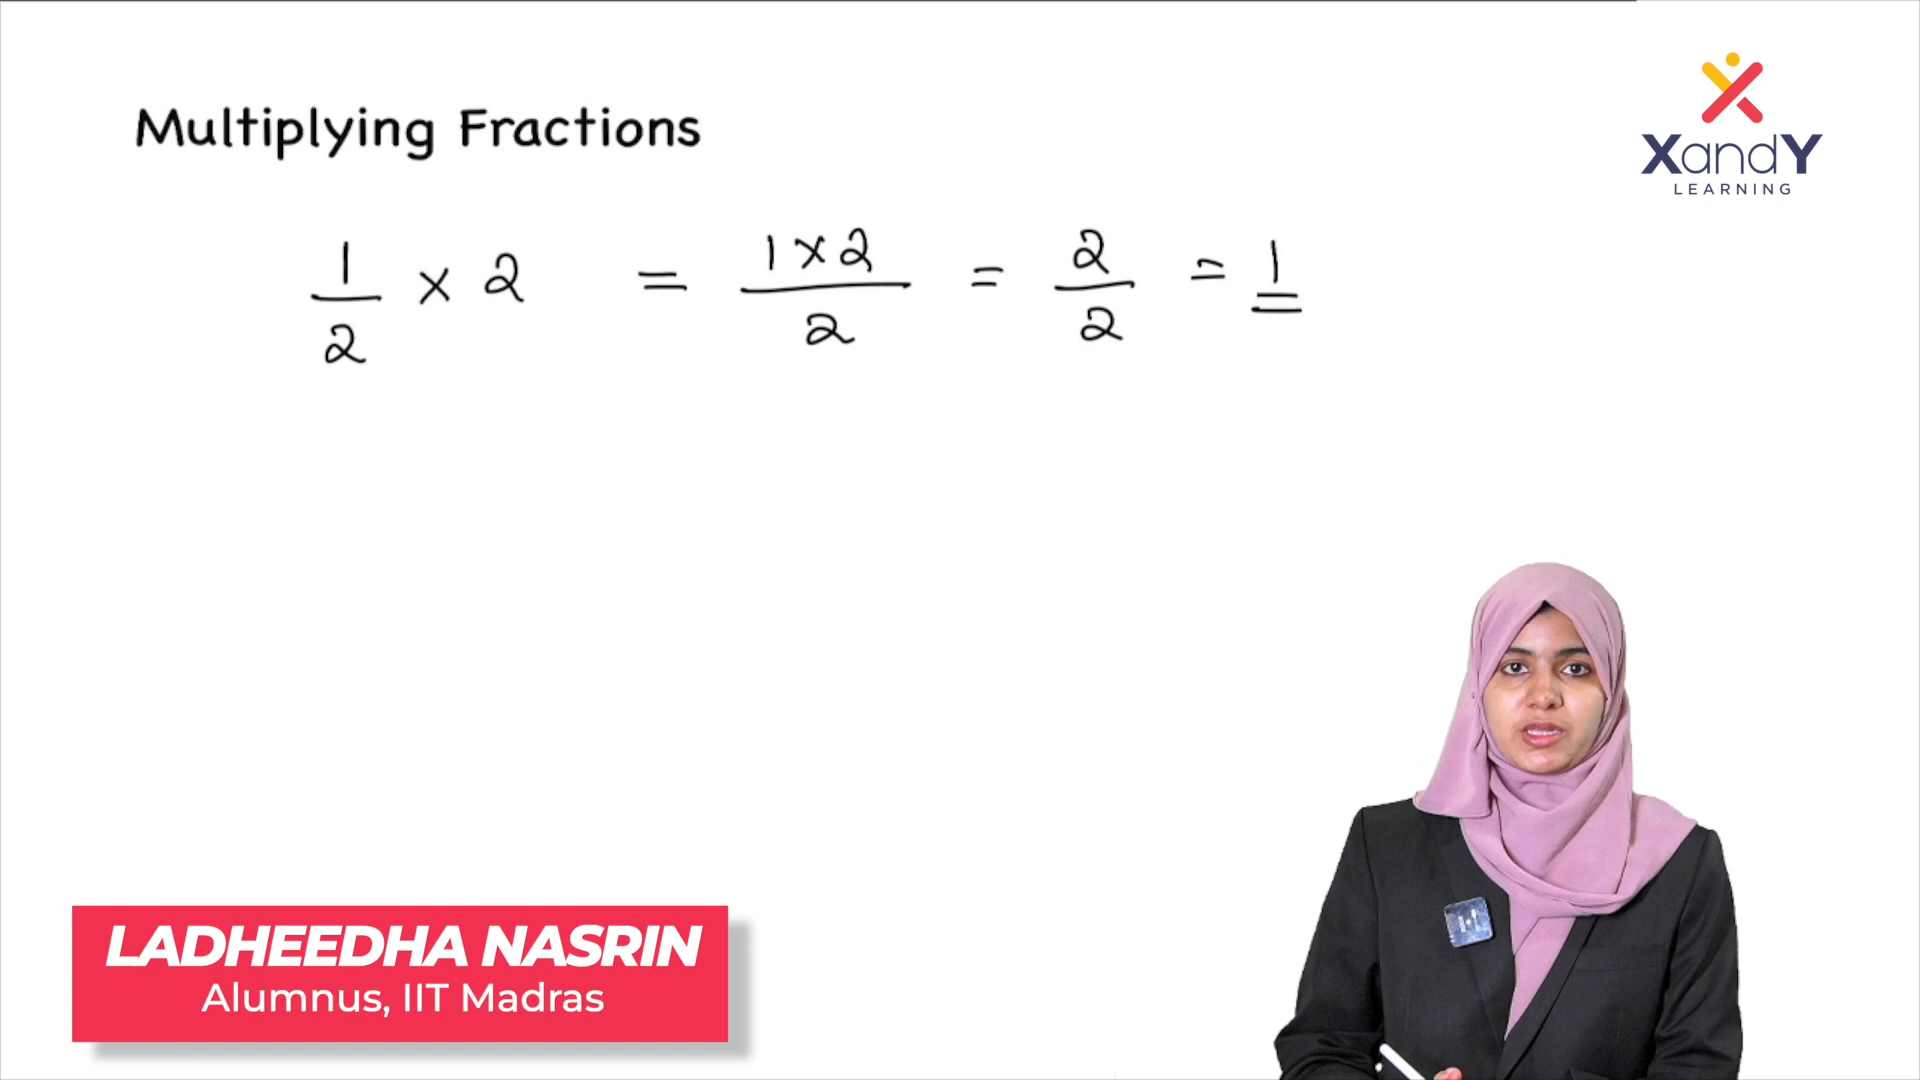 Multiplying Fractions
XandY
LEARNING
1/2 × 2 = 1×2/2 = 2/2 = 1
LADHEEDHA NASRIN
Alumnus, IIT Madras